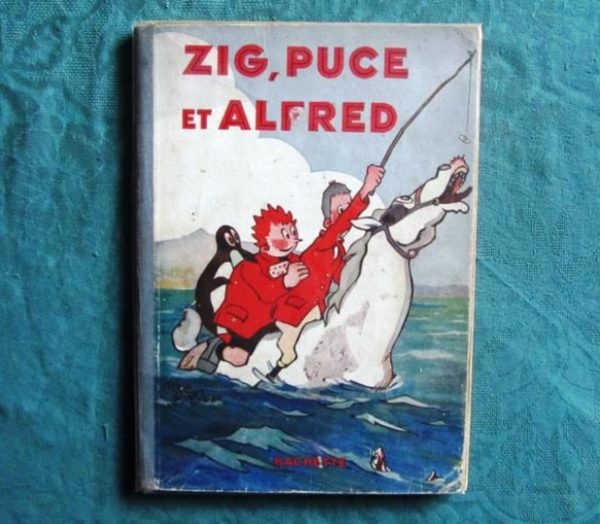 ZIG, PUCE
ET ALFRED
HACHETTE